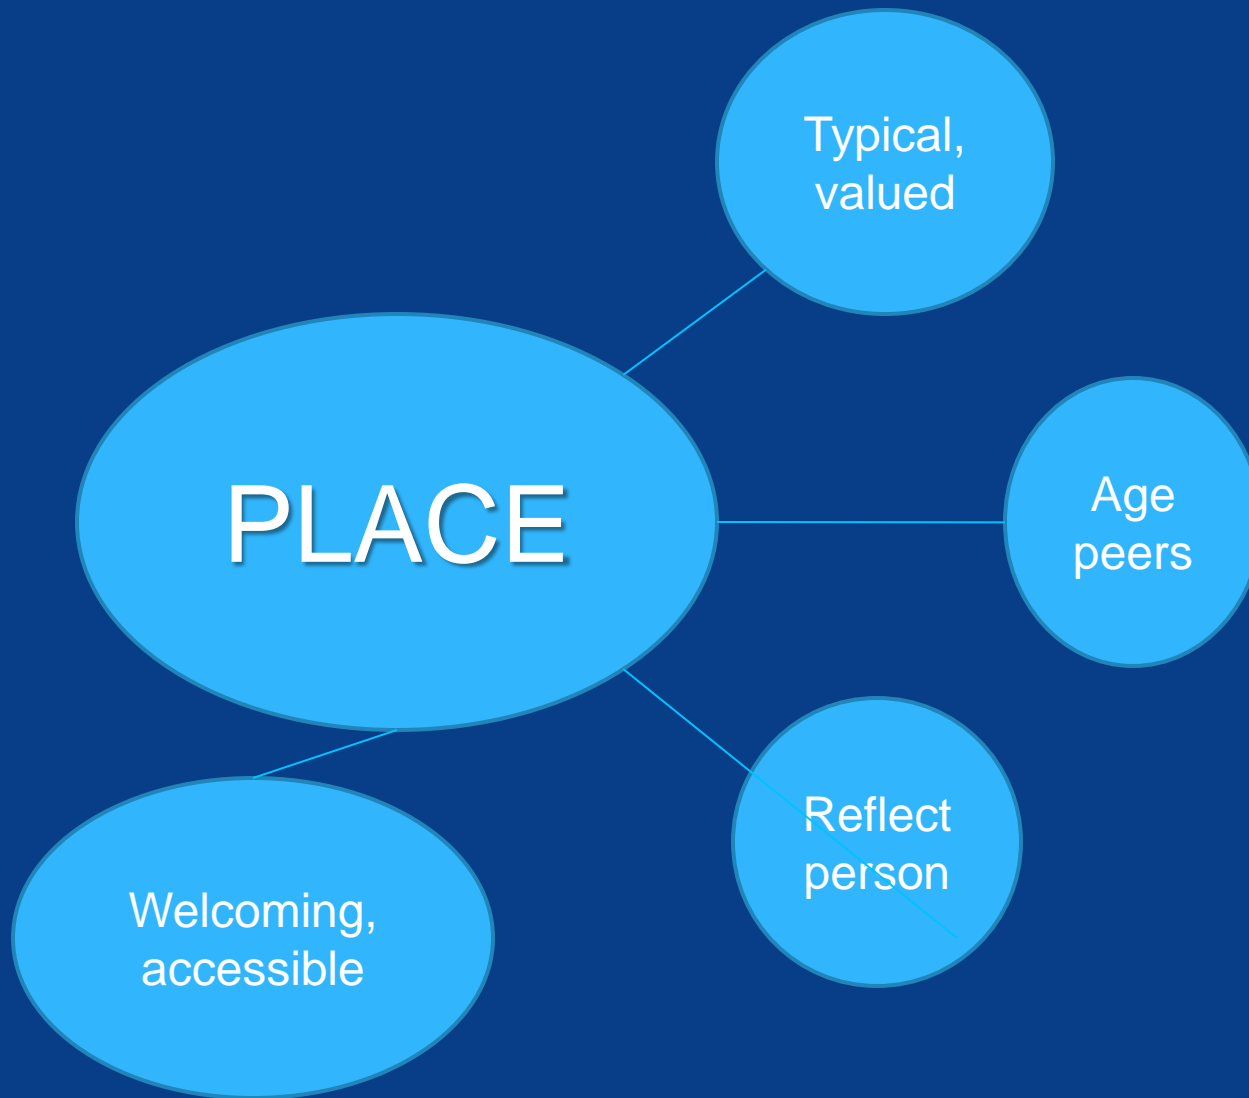 Typical,
valued
PLACE
Age
peers
Reflect
person
Welcoming,
accessible